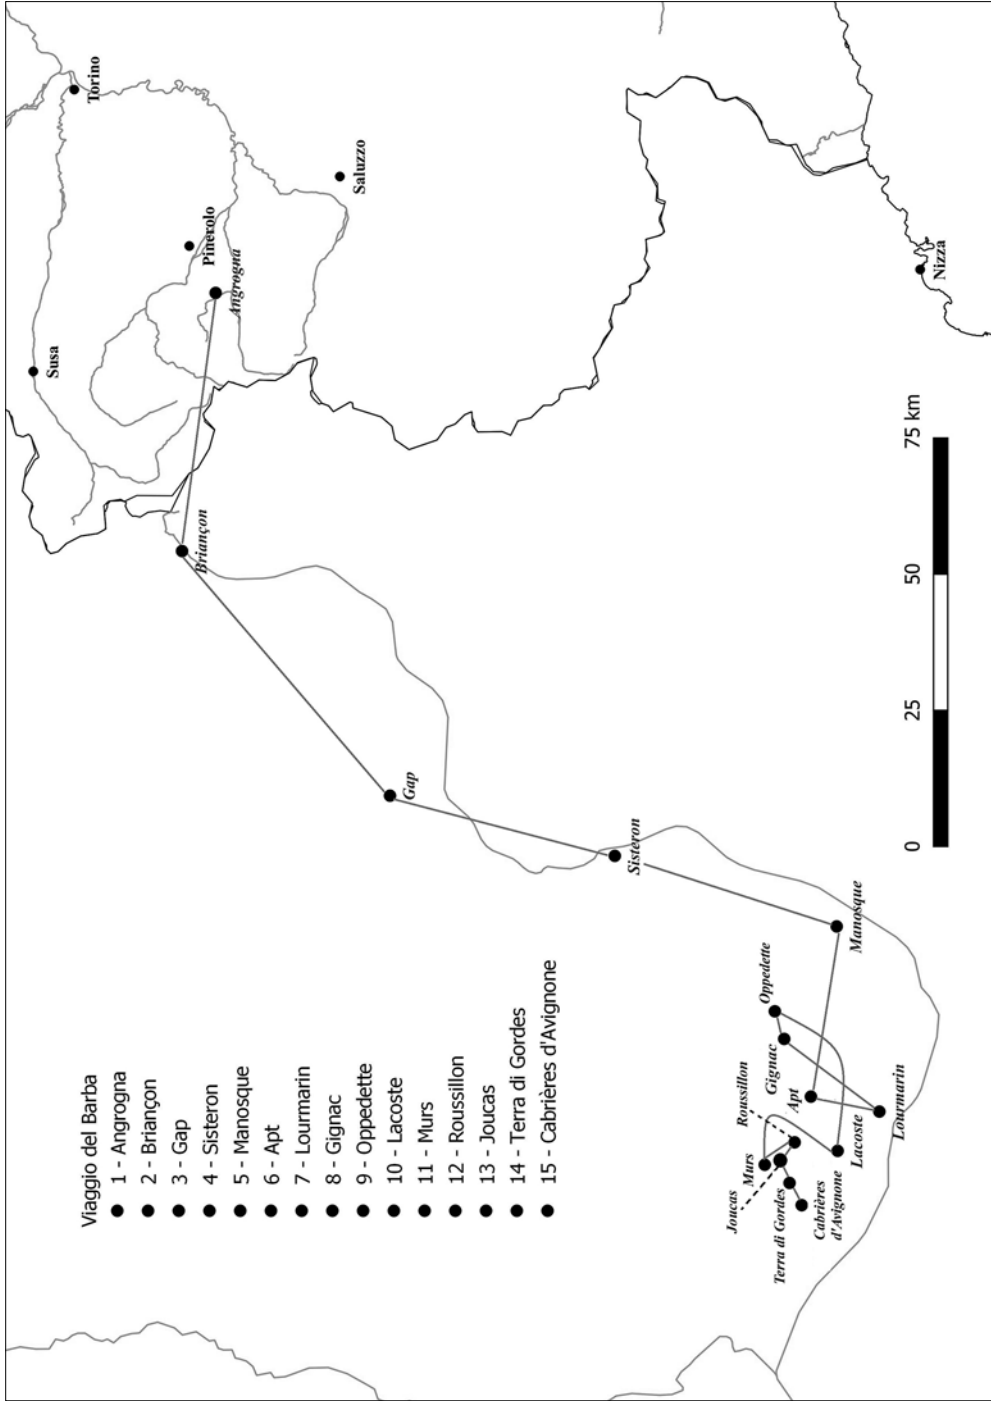 Viaggio del Barba
1 - Angrogna
2 - Briançon
3 - Gap
4 - Sisteron
5 - Manosque
6 - Apt
7 - Lourmarin
8 - Gignac
9 - Oppedette
10 - Lacoste
11 - Murs
12 - Roussillon
13 - Joucas
14 - Terra di Gordes
15 - Cabrières d'Avignone
Susa
Torino
Pinerolo
Angrogna
Saluzzo
Briançon
Gap
Sisteron
Manosque
Oppedette
Gignac
Apt
Roussillon
Murs
Joucas
Terra di Gordes
Cabrières
d'Avignone
Lacoste
Lourmarin
Nizza
0 25 50 75 km